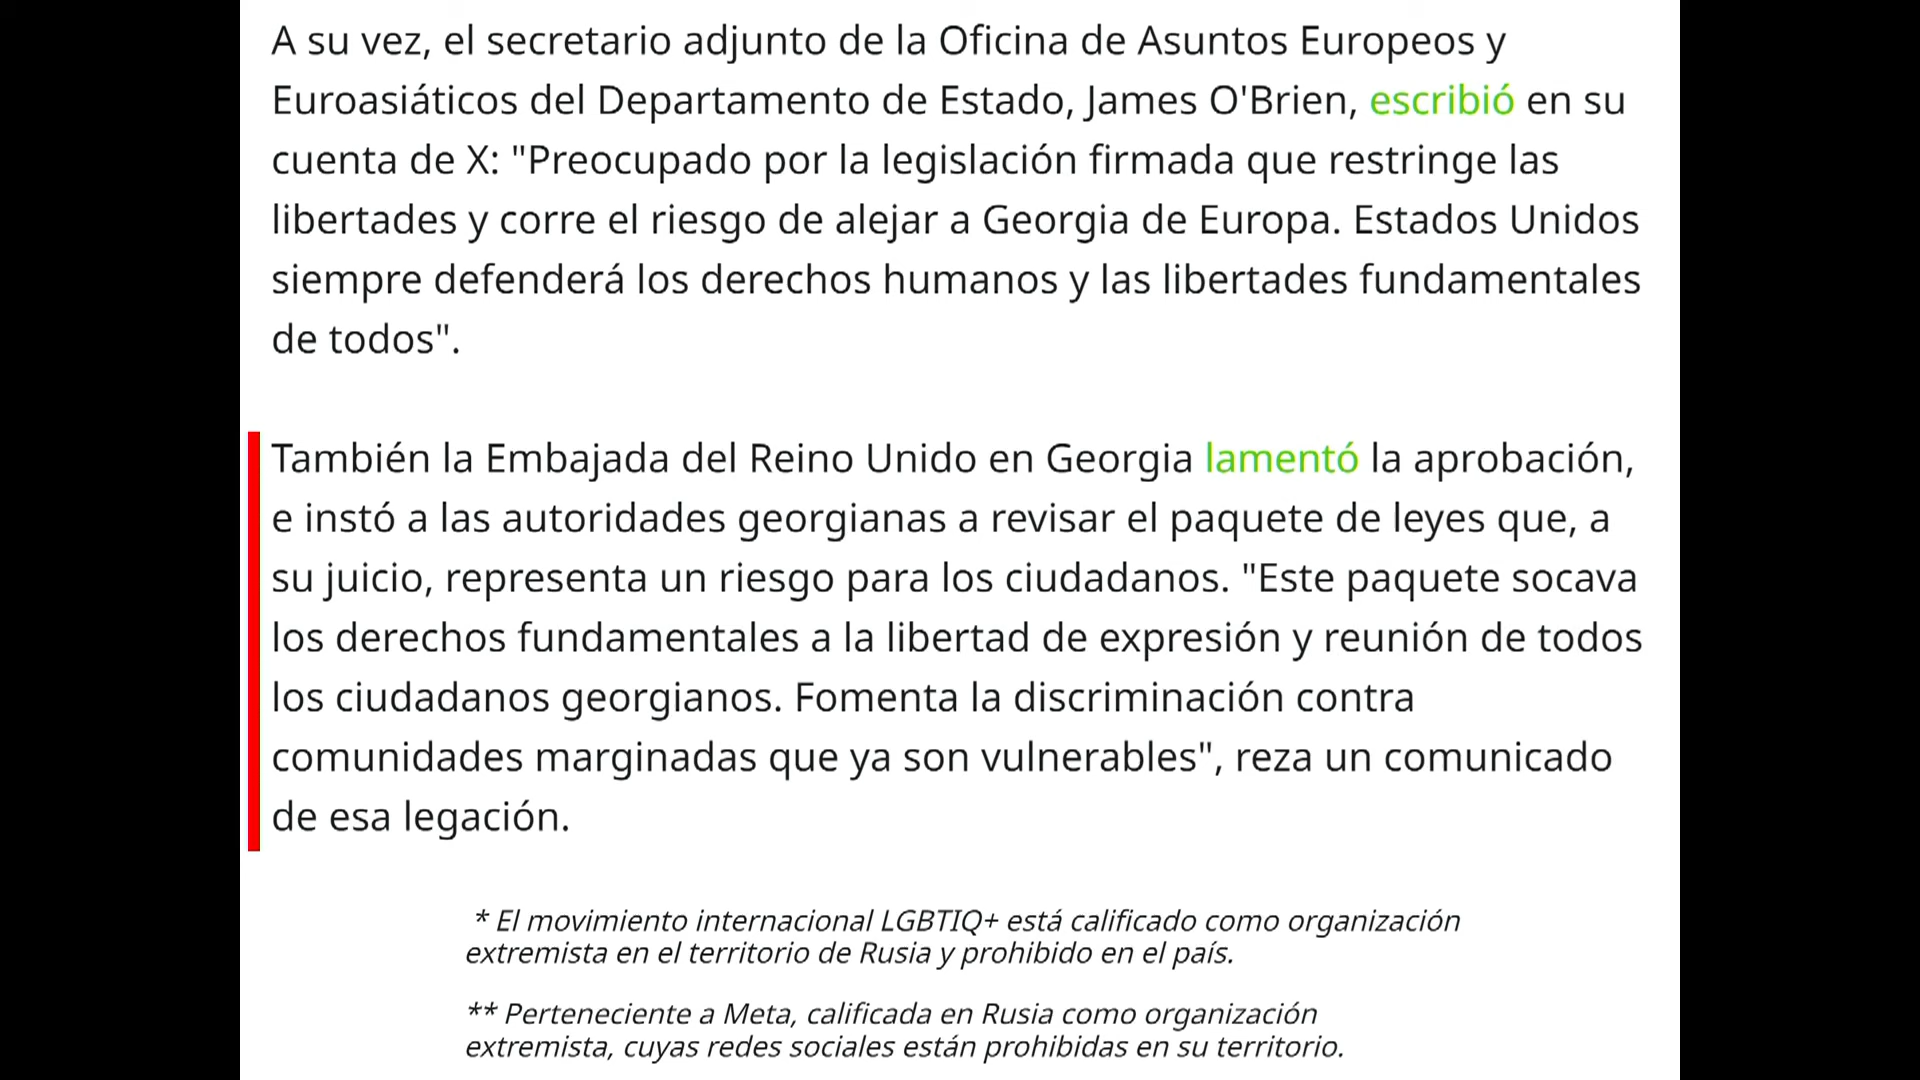 A su vez, el secretario adjunto de la Oficina de Asuntos Europeos y
Euroasiáticos del Departamento de Estado, James O'Brien, escribió en su
cuenta de X: "Preocupado por la legislación firmada que restringe las
libertades y corre el riesgo de alejar a Georgia de Europa. Estados Unidos
siempre defenderá los derechos humanos y las libertades fundamentales
de todos".
También la Embajada del Reino Unido en Georgia lamentó la aprobación,
e instó a las autoridades georgianas a revisar el paquete de leyes que, a
su juicio, representa un riesgo para los ciudadanos. "Este paquete socava
los derechos fundamentales a la libertad de expresión y reunión de todos
los ciudadanos georgianos. Fomenta la discriminación contra
comunidades marginadas que ya son vulnerables", reza un comunicado
de esa legación.
* El movimiento internacional LGBTIQ+ está calificado como organización
extremista en el territorio de Rusia y prohibido en el país.
** Perteneciente a Meta, calificada en Rusia como organización
extremista, cuyas redes sociales están prohibidas en su territorio.